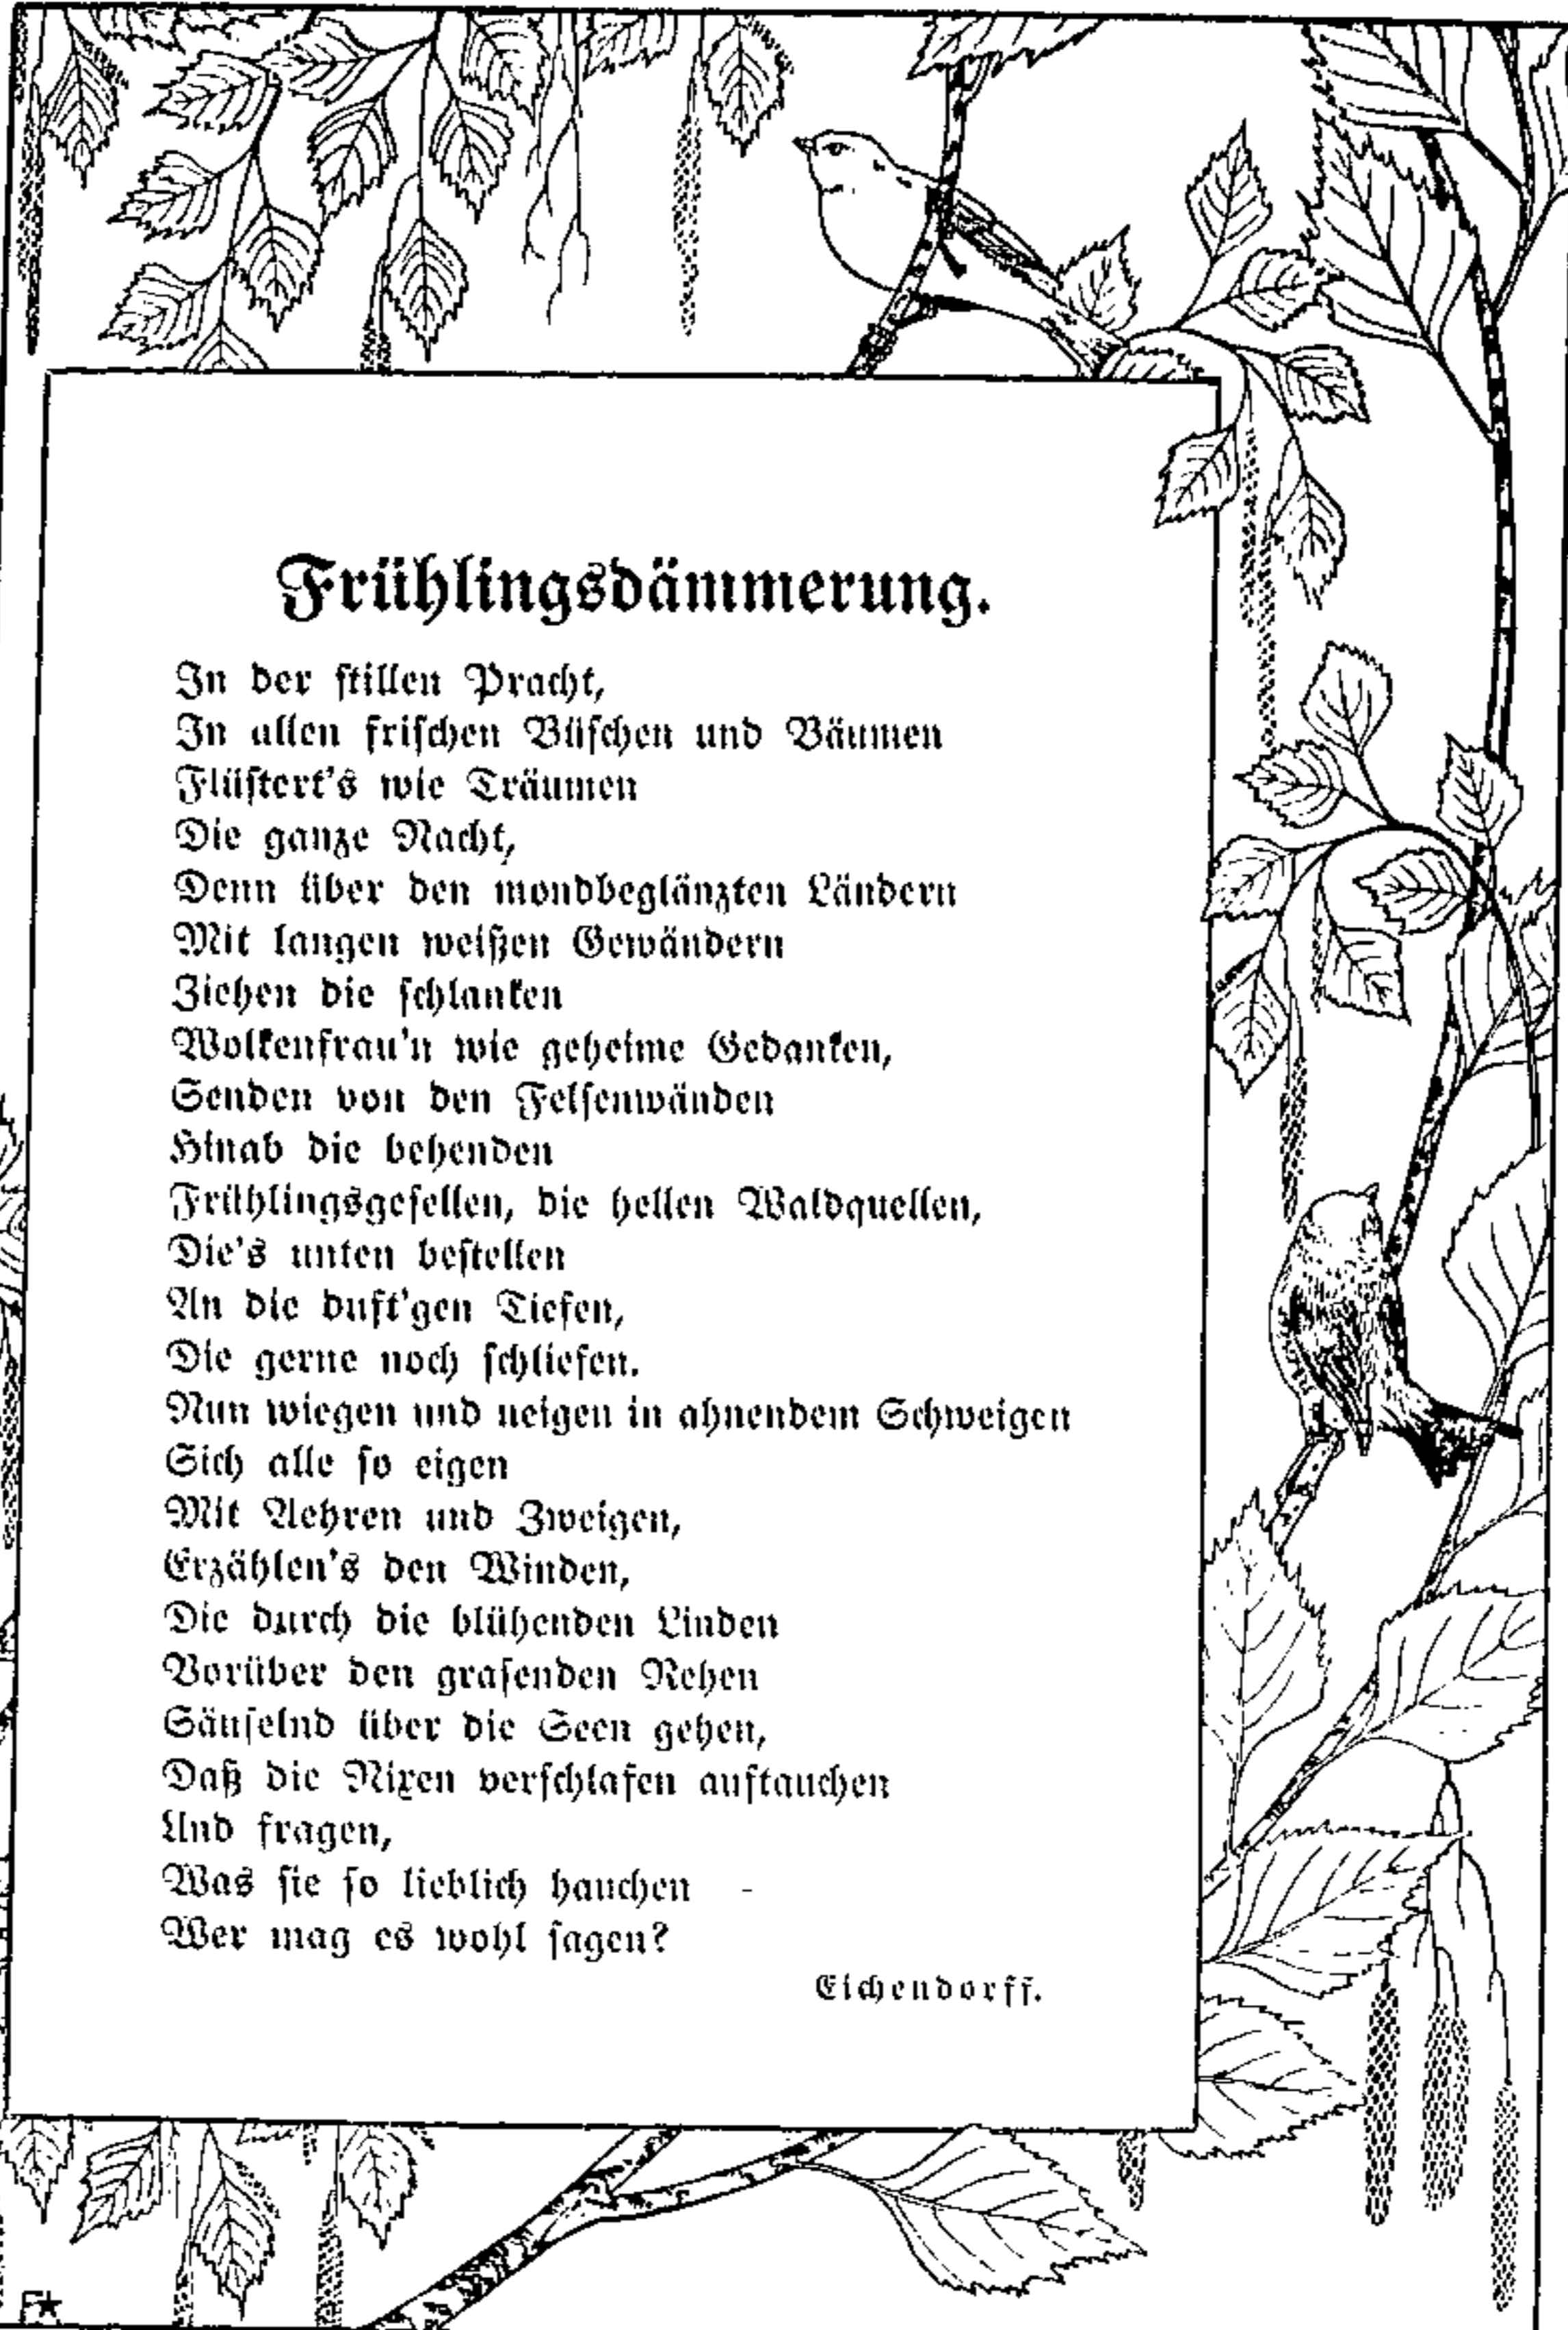 Frühlingsdämmerung.
In der stillen Pracht,
In allen frischen Büschen und Bäumen
Flüstert's wie Träumen
Die ganze Nacht,
Denn über den mondbeglänzten Ländern
Mit langen weißen Gewändern
Ziehen die schlanken
Wolkenfrau'n wie geheime Gedanken,
Senden von den Felsenwänden
Hinab die behenden
Frühlingsgesellen, die hellen Waldquellen,
Die's unten bestellen
An die duft'gen Tiefen,
Die gerne noch schliefen.
Nun wiegen und neigen in ahnendem Schweigen
Sich alle so eigen
Mit Aehren und Zweigen,
Erzählen's den Winden,
Die durch die blühenden Linden
Vorüber den grasenden Rehen
Säuselnd über die Seen gehen,
Daß die Nixen verschlafen auftauchen
Und fragen,
Was sie so lieblich hauchen -
Wer mag es wohl sagen?
Eichendorff.